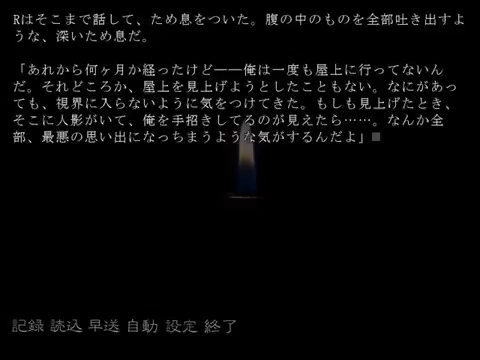 Rはそこまで話して、ため息をついた。腹の中のものを全部吐き出すよ
うな、深いため息だ。
「あれから何ヶ月か経ったけど――俺は一度も屋上に行ってないん
だ。それどころか、屋上を見上げようとしたこともない。なにがあっ
ても、視界に入らないように気をつけてきた。もしも見上げたとき、
そこに人影がいて、俺を手招きしてるのが見えたら……。なんか全
部、最悪の思い出になっちまうような気がするんだよ」
記録 読込 早送 自動 設定 終了